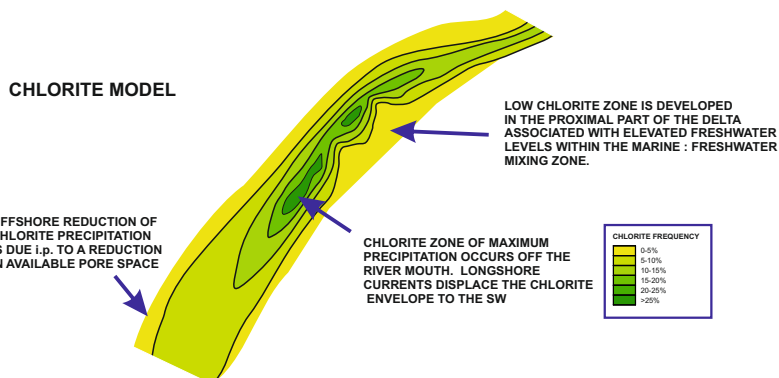 CHLORITE MODEL
LOW CHLORITE ZONE IS DEVELOPED
IN THE PROXIMAL PART OF THE DELTA
ASSOCIATED WITH ELEVATED FRESHWATER
LEVELS WITHIN THE MARINE : FRESHWATER
MIXING ZONE.
FFSHORE REDUCTION OF
HLORITE PRECIPITATION
S DUE i.p. TO A REDUCTION
N AVAILABLE PORE SPACE
CHLORITE ZONE OF MAXIMUM
PRECIPITATION OCCURS OFF THE
RIVER MOUTH. LONGSHORE
CURRENTS DISPLACE THE CHLORITE
ENVELOPE TO THE SW
CHLORITE FREQUENCY
0-5%
5-10%
10-15%
15-20%
20-25%
>25%